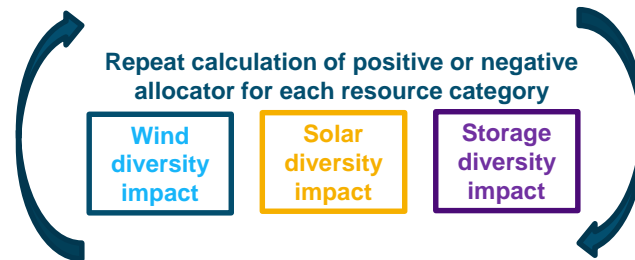 Repeat calculation of positive or negative
allocator for each resource category
Wind
diversity
impact
Solar
diversity
impact
Storage
diversity
impact